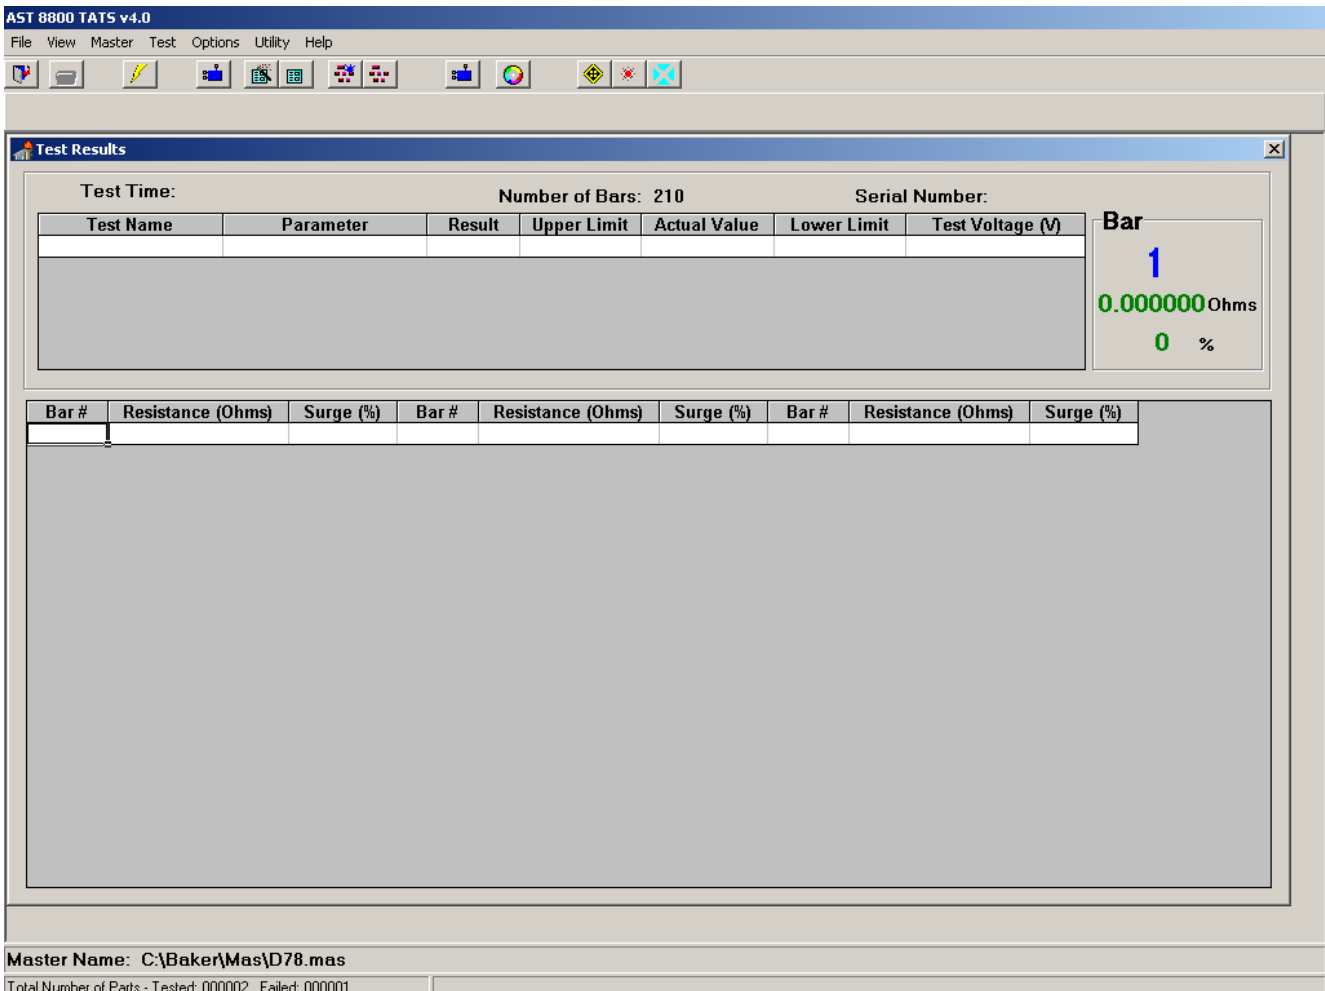 AST 8800 TATS v4.0
File View Master Test Options Utility Help
Test Results
Test Time: Number of Bars: 210 Serial Number:
Test Name Parameter Result Upper Limit Actual Value Lower Limit Test Voltage (V)
Bar
1
0.000000 Ohms
0 %
Bar # Resistance (Ohms) Surge (%) Bar # Resistance (Ohms) Surge (%) Bar # Resistance (Ohms) Surge (%)
Master Name: C:\Baker\Mas\D78.mas
Total Number of Parts - Tested: 000002 Failed: 000001